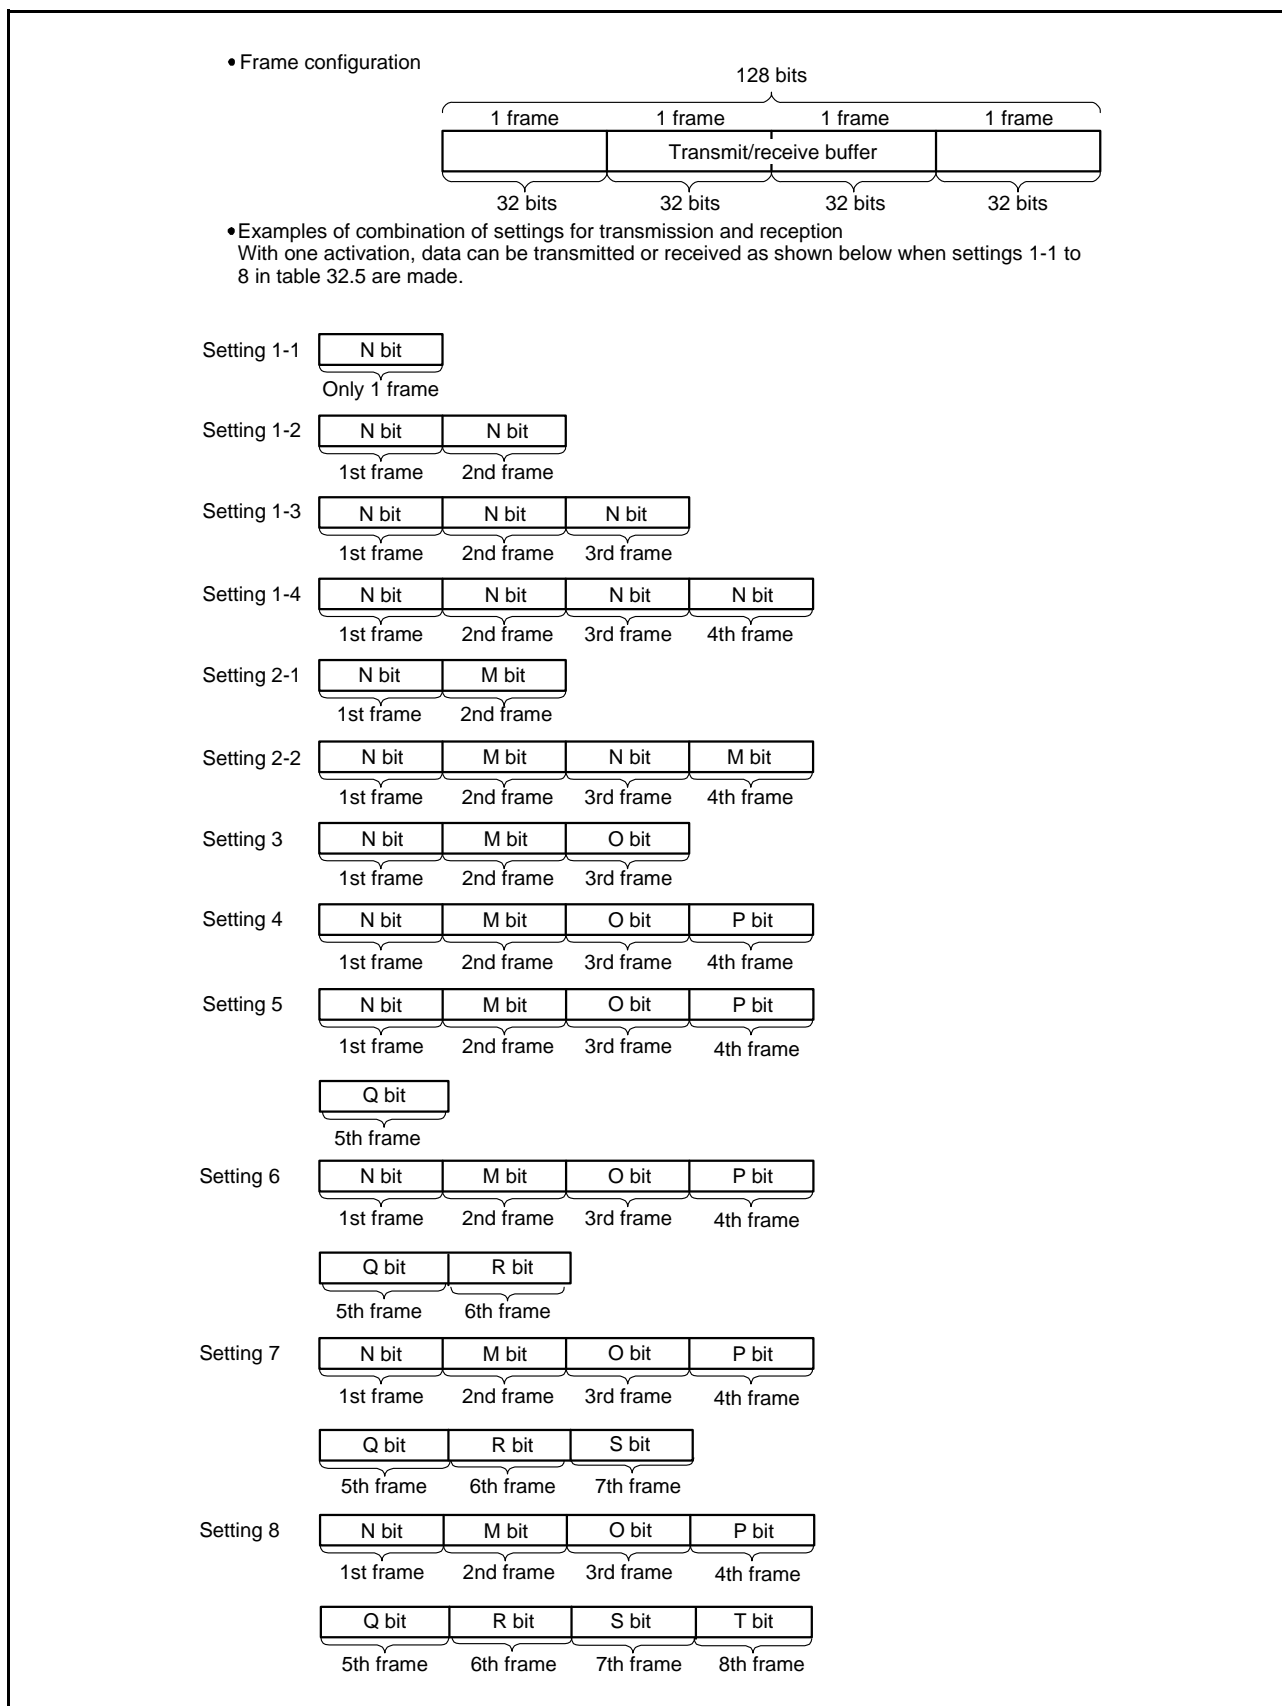 • Frame configuration
128 bits
1 frame 1 frame 1 frame 1 frame
Transmit/receive buffer
32 bits 32 bits 32 bits 32 bits
• Examples of combination of settings for transmission and reception
With one activation, data can be transmitted or received as shown below when settings 1-1 to
8 in table 32.5 are made.
Setting 1-1 N bit
Only 1 frame
Setting 1-2 N bit N bit
1st frame 2nd frame
Setting 1-3 N bit N bit N bit
1st frame 2nd frame 3rd frame
Setting 1-4 N bit N bit N bit N bit
1st frame 2nd frame 3rd frame 4th frame
Setting 2-1 N bit M bit
1st frame 2nd frame
Setting 2-2 N bit M bit N bit M bit
1st frame 2nd frame 3rd frame 4th frame
Setting 3 N bit M bit O bit
1st frame 2nd frame 3rd frame
Setting 4 N bit M bit O bit P bit
1st frame 2nd frame 3rd frame 4th frame
Setting 5 N bit M bit O bit P bit
1st frame 2nd frame 3rd frame 4th frame
Q bit
5th frame
Setting 6 N bit M bit O bit P bit
1st frame 2nd frame 3rd frame 4th frame
Q bit R bit
5th frame 6th frame
Setting 7 N bit M bit O bit P bit
1st frame 2nd frame 3rd frame 4th frame
Q bit R bit S bit
5th frame 6th frame 7th frame
Setting 8 N bit M bit O bit P bit
1st frame 2nd frame 3rd frame 4th frame
Q bit R bit S bit T bit
5th frame 6th frame 7th frame 8th frame